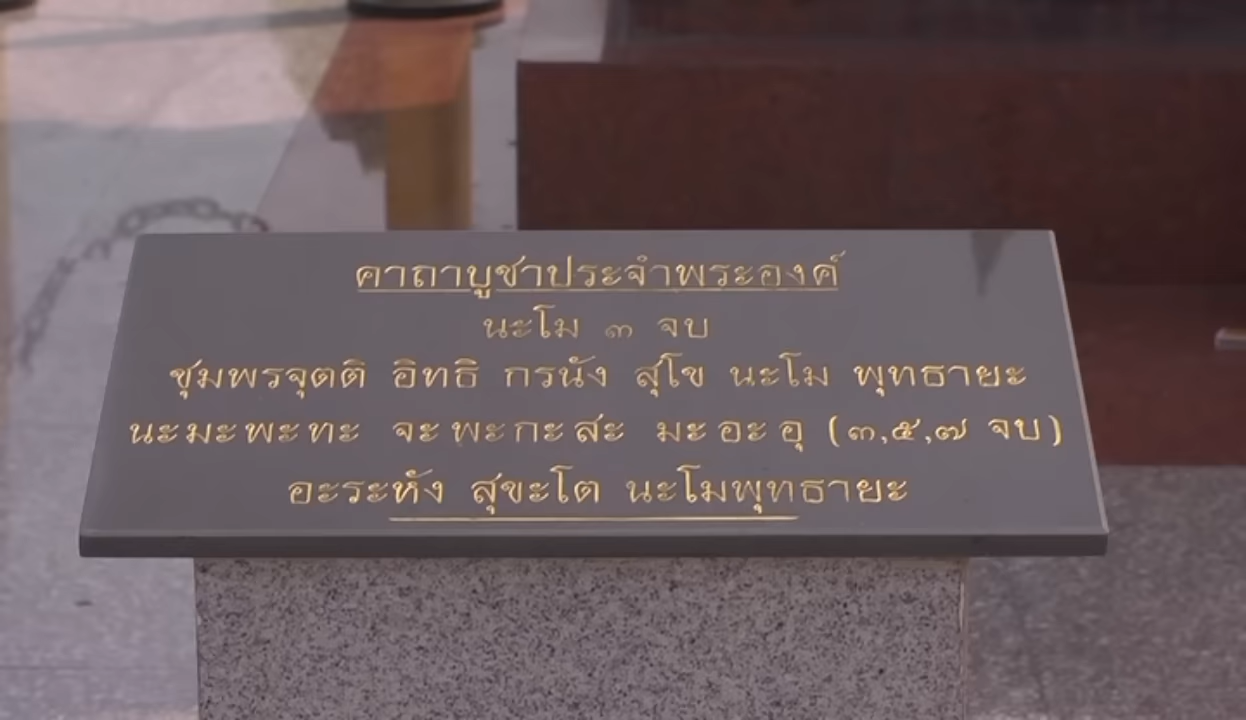 คาถาบูชาประจำพระองค์
นะโม ๓ จบ
ชุมพรจุตติ อิทธิ กรนัง สุโข นะโม พุทธายะ
นะมะพะทะ จะพะกะสะ มะอะอุ (๓,๕,๗ จบ)
อะระหัง สุขะโต นะโมพุทธายะ